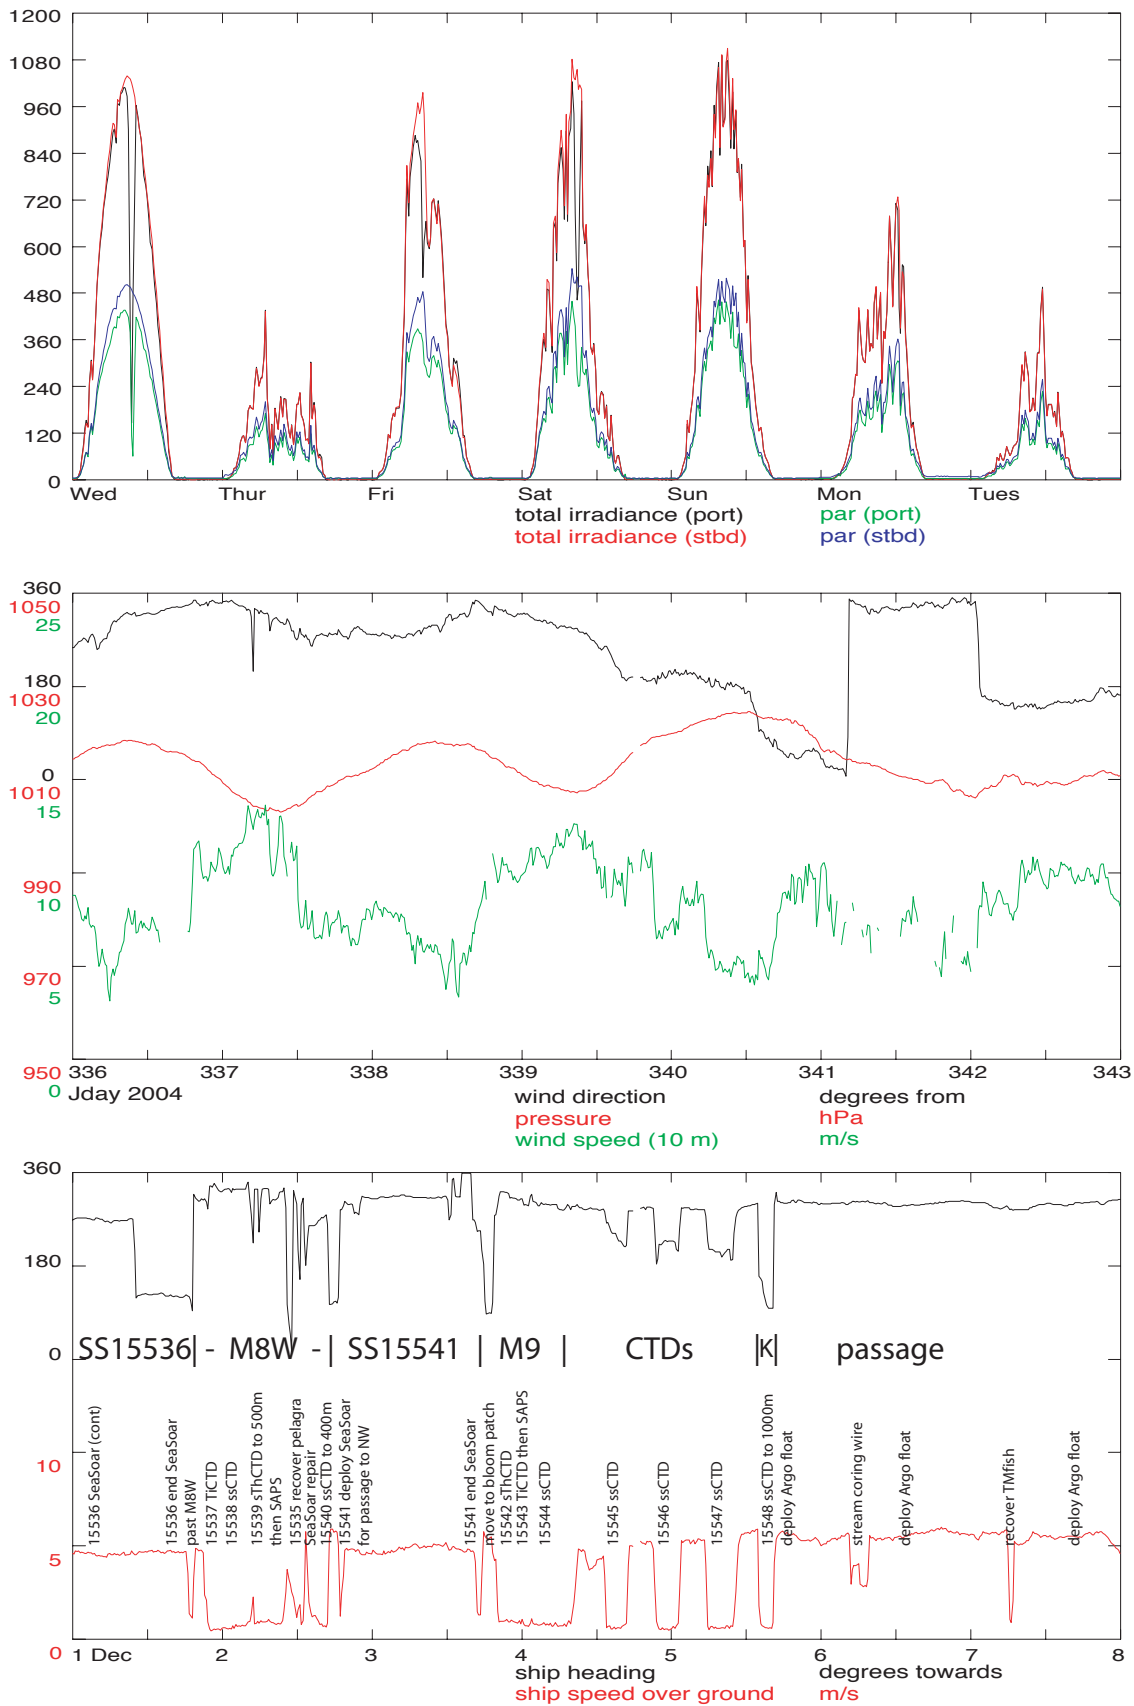 1200
1080
960
840
720
600
480
360
240
120
0
Wed Thur Fri Sat Sun Mon Tues
total irradiance (port) par (port)
total irradiance (stbd) par (stbd)
360
1050
25
180
1030
20
0
1010
15
990
10
970
5
950
0
336 337 338 339 340 341 342 343
Jday 2004 wind direction degrees from
pressure hPa
wind speed (10 m) m/s
360
180
0
SS15536 | - M8W - | SS15541 | M9 | CTDs |K| passage
15536 SeaSoar (cont)
15536 end SeaSoar
past M8W
15537 TiCTD
15538 ssCTD
15539 sThCTD to 500m
then SAPS
15535 recover pelagra
SeaSoar repair
15540 ssCTD to 400m
15541 deploy SeaSoar
for passage to NW
15541 end SeaSoar
move to bloom patch
15542 sThCTD
15543 TiCTD then SAPS
15544 ssCTD
15545 ssCTD
15546 ssCTD
15547 ssCTD
15548 ssCTD to 1000m
deploy Argo float
stream coring wire
deploy Argo float
recover TMfish
deploy Argo float
10
5
0
1 Dec 2 3 4 5 6 7 8
ship heading degrees towards
ship speed over ground m/s